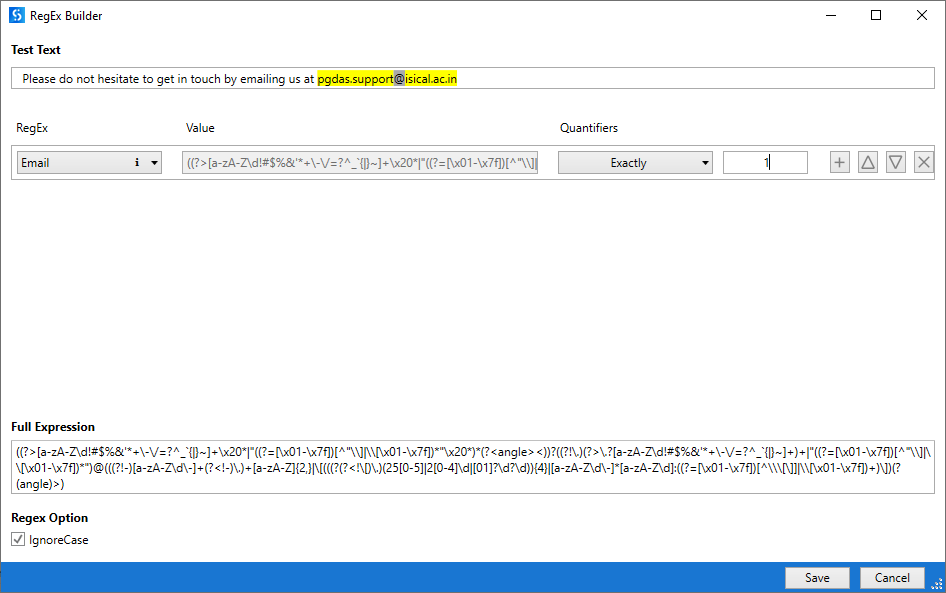 RegEx Builder
Test Text
Please do not hesitate to get in touch by emailing us at pgdas.support@isical.ac.in
RegEx Value Quantifiers
Email i ((?>[a-zA-Z\d!#$%&'*+\-\/=?^_`{|}~]+\x20*|"((?=[\x01-\x7f])[^"\\]| Exactly 1
Full Expression
((?>[a-zA-Z\d!#$%&'*+\-\/=?^_`{|}~]+\x20*|"((?=[\x01-\x7f])[^"\\]|\\[\x01-\x7f])*"\x20*)*(?<angle><))?((?!\.)(?>\.?[a-zA-Z\d!#$%&'*+\-\/=?^_`{|}~]+)+|"((?=[\x01-\x7f])[^"\\]|\
\[\x01-\x7f])*")@(((?!-)[a-zA-Z\d\-]+(?<!-)\.)+[a-zA-Z]{2,}|\[(((?(?<!\[)\.)(25[0-5]|2[0-4]\d|[01]?\d?\d)){4}|[a-zA-Z\d\-]*[a-zA-Z\d]:((?=[\x01-\x7f])[^\\\[\]]|\\[\x01-\x7f])+)\])(?
(angle)>)
Regex Option
IgnoreCase
Save Cancel